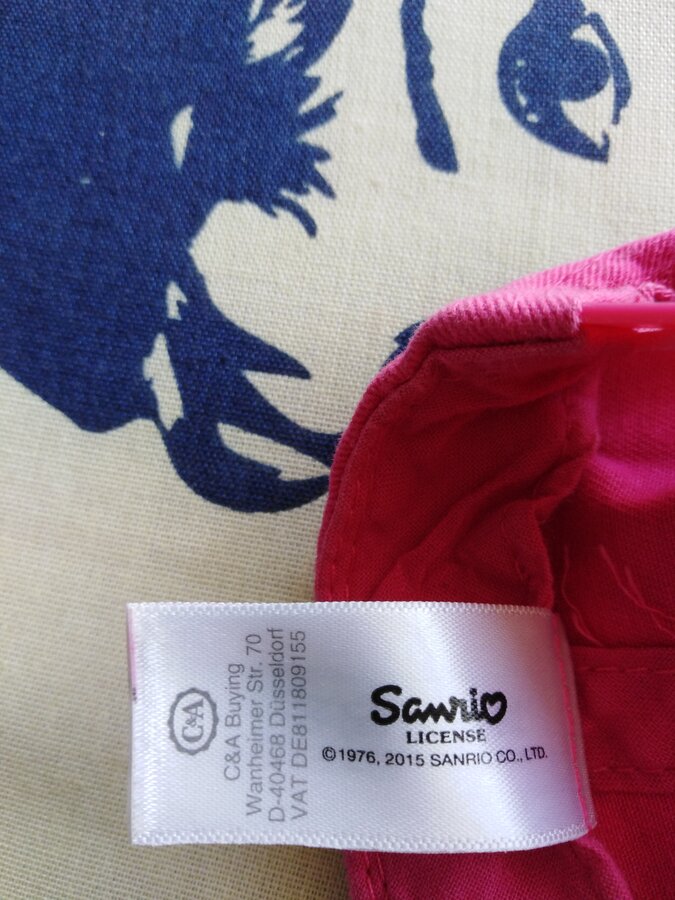 C&A
C&A Buying
Wanheimer Str. 70
D-40468 Düsseldorf
VAT DE811809155
Sanrio
LICENSE
©1976, 2015 SANRIO CO., LTD.